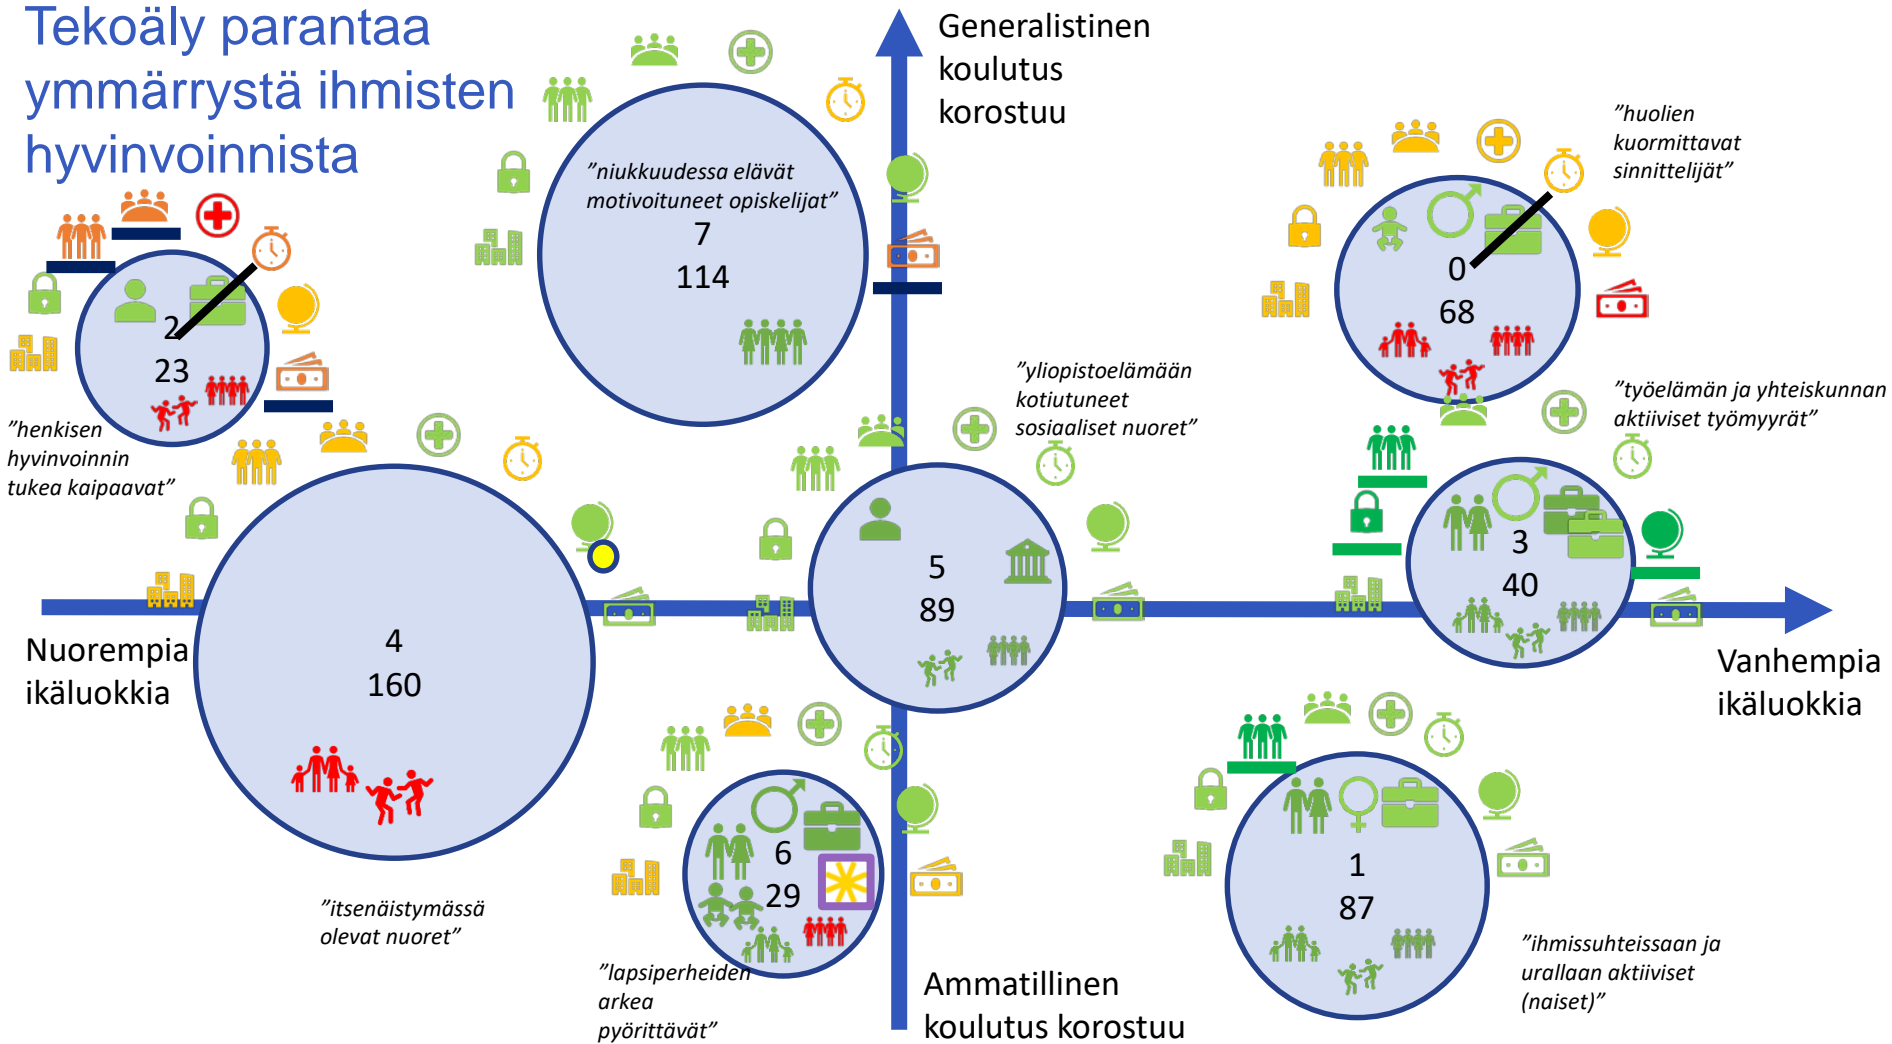 Tekoäly parantaa
ymmärrystä ihmisten
hyvinvoinnista
Generalistinen
koulutus
korostuu
”niukkuudessa elävät
motivoituneet opiskelijat”
7
114
”huolien
kuormittavat
sinnittelijät”
0
68
2
23
”henkisen
hyvinvoinnin
tukea kaipaavat”
”yliopistoelämään
kotiutuneet
sosiaaliset nuoret”
5
89
”työelämän ja yhteiskunnan
aktiiviset työmyyrät”
3
40
Nuorempia
ikäluokkia
4
160
”itsenäistymässä
olevat nuoret”
Vanhempia
ikäluokkia
6
29
”lapsiperheiden
arkea
pyörittävät”
1
87
”ihmissuhteissaan ja
urallaan aktiiviset
(naiset)”
Ammatillinen
koulutus korostuu